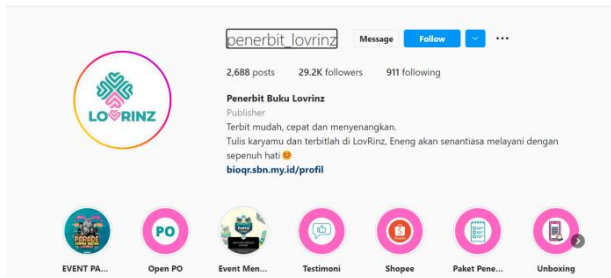 penerbit_lovrinz Message Follow
2,688 posts 29.2K followers 911 following
Penerbit Buku Lovrinz
Publisher
Terbit mudah, cepat dan menyenangkan.
Tulis karyamu dan terbitlah di LovRinz, Eneng akan senantiasa melayani dengan
sepenuh hati😊
bioqr.sbn.my.id/profil
LOVRINZ
PARADE
PO
Shopee
EVENT PA... Open PO Event Men... Testimoni Shopee Paket Pene... Unboxing